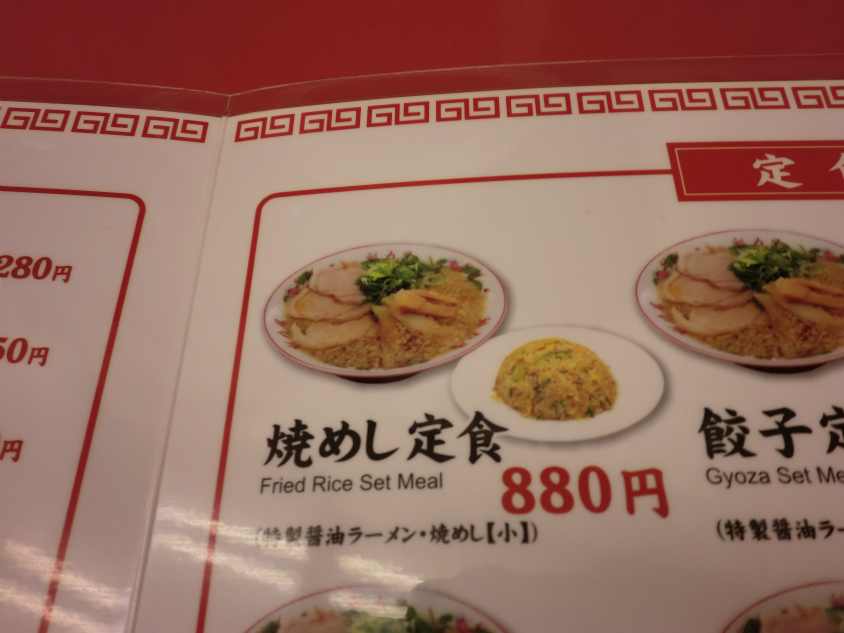 280円
50円
円
定
焼めし定食
Fried Rice Set Meal
880円
(特製醤油ラーメン・焼めし【小】)
餃子定
Gyoza Set Me
(特製醤油ラー